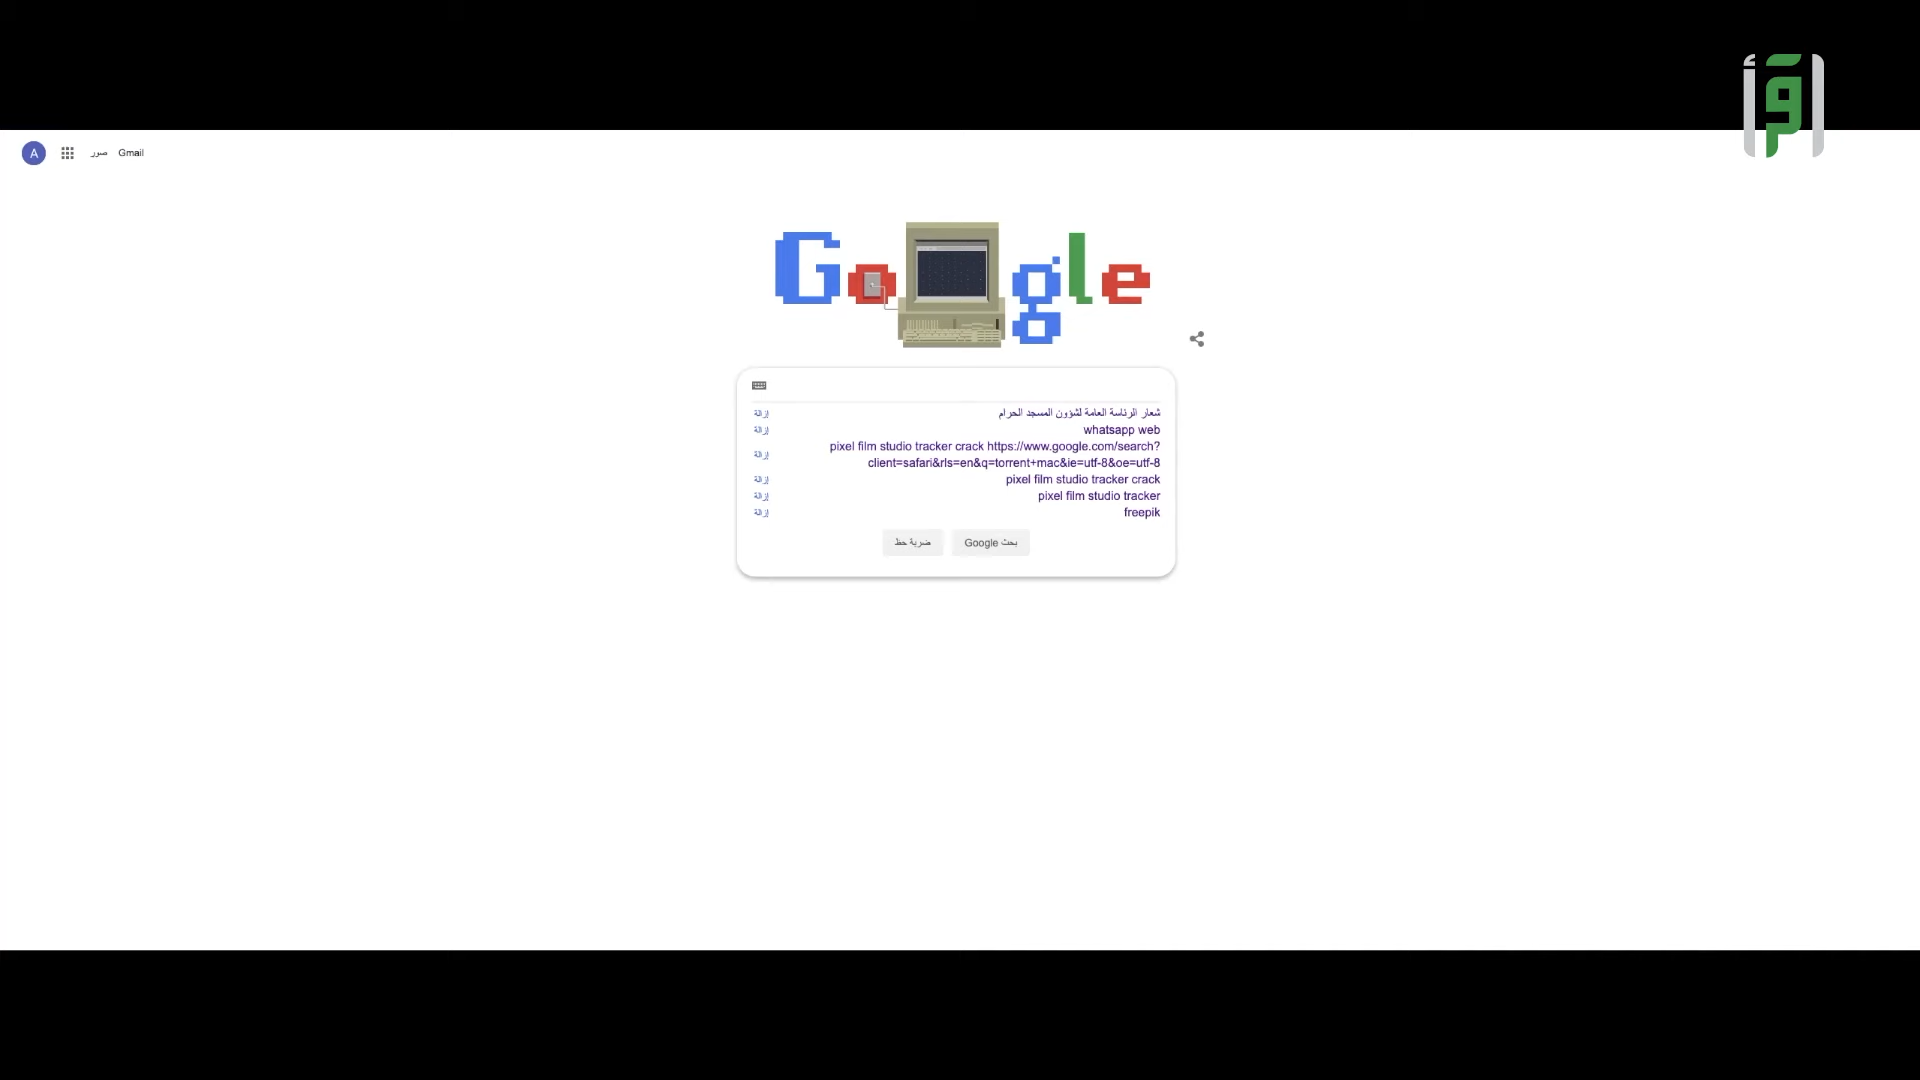 اقرأ
A صور Gmail
Google
شعار الرئاسة العامة لشؤون المسجد الحرام إزالة
whatsapp web إزالة
pixel film studio tracker crack https://www.google.com/search?
client=safari&rls=en&q=torrent+mac&ie=utf-8&oe=utf-8 إزالة
pixel film studio tracker crack إزالة
pixel film studio tracker إزالة
freepik إزالة
بحث Google ضربة حظ